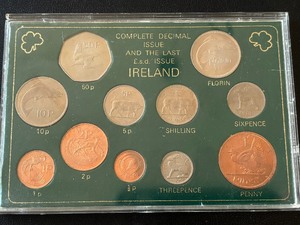 COMPLETE DECIMAL
ISSUE
AND THE LAST
£.s.d. ISSUE
IRELAND
50p
FLORIN
10p
5p
SHILLING
SIXPENCE
1p
2p
½p
THREEPENCE
PENNY